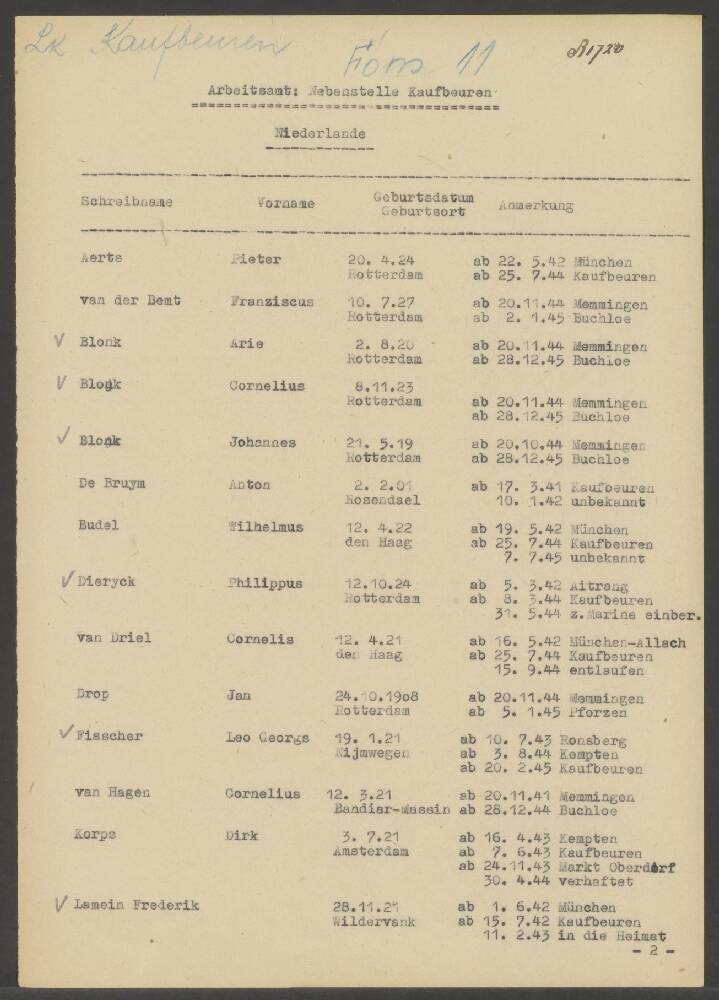 Lk Kaufbeuren Form 11 81720
Arbeitsamt: Nebenstelle Kaufbeuren
Niederlande
Schreibname Vorname Geburtsdatum Geburtsort Anmerkung
Aerts Pieter 20. 4.24 ab 22. 5.42 München
Rotterdam ab 25. 7.44 Kaufbeuren
van der Bemt Franziscus 10. 7.27 ab 20.11.44 Memmingen
Rotterdam ab 2. 1.45 Buchloe
✓ Blonk Arie 2. 8.20 ab 20.11.44 Memmingen
Rotterdam ab 28.12.45 Buchloe
✓ Blonk Cornelius 8.11.23
Rotterdam ab 20.11.44 Memmingen
ab 28.12.45 Buchloe
✓ Blonk Johannes 21. 5.19 ab 20.10.44 Memmingen
Rotterdam ab 28.12.45 Buchloe
De Bruym Anton 2. 2.01 ab 17. 3.41 Kaufbeuren
Rosendael 10. 1.42 unbekannt
Budel Wilhelmus 12. 4.22 ab 19. 5.42 München
den Haag ab 25. 7.44 Kaufbeuren
7. 7.45 unbekannt
✓ Dieryck Philippus 12.10.24 ab 5. 3.42 Aitrang
Rotterdam ab 8. 3.44 Kaufbeuren
31. 5.44 z.Marine einber.
van Driel Cornelis 12. 4.21 ab 16. 5.42 München-Allach
den Haag ab 25. 7.44 Kaufbeuren
15. 9.44 entlaufen
Drop Jan 24.10.1908 ab 20.11.44 Memmingen
Rotterdam ab 5. 1.45 Pforzen
✓ Fisscher Leo Georgs 19. 1.21 ab 10. 7.43 Ronsberg
Nijmwegen ab 3. 8.44 Kempten
ab 20. 2.45 Kaufbeuren
van Hagen Cornelius 12. 3.21 ab 20.11.41 Memmingen
Bandiar-Massin ab 28.12.44 Buchloe
Korps Dirk 3. 7.21 ab 16. 4.43 Kempten
Amsterdam ab 7. 6.43 Kaufbeuren
ab 24.11.43 Markt Oberdorf
30. 4.44 verhaftet
✓ Lamein Frederik 28.11.21 ab 1. 6.42 München
Wildervank ab 15. 7.42 Kaufbeuren
11. 2.43 in die Heimat
- 2 -